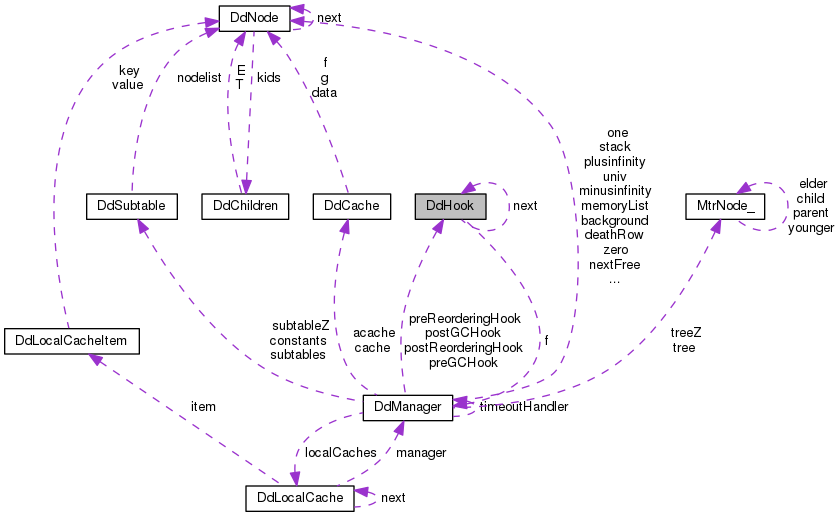 DdNode
next
key
value
nodelist
E
T
kids
f
g
data
one
stack
plusinfinity
univ
minusinfinity
memoryList
background
deathRow
zero
nextFree
...
DdSubtable
DdChildren
DdCache
DdHook
next
MtrNode_
elder
child
parent
younger
DdLocalCacheItem
subtableZ
constants
subtables
acache
cache
preReorderingHook
postGCHook
postReorderingHook
preGCHook
f
treeZ
tree
item
DdManager
timeoutHandler
localCaches
manager
DdLocalCache
next